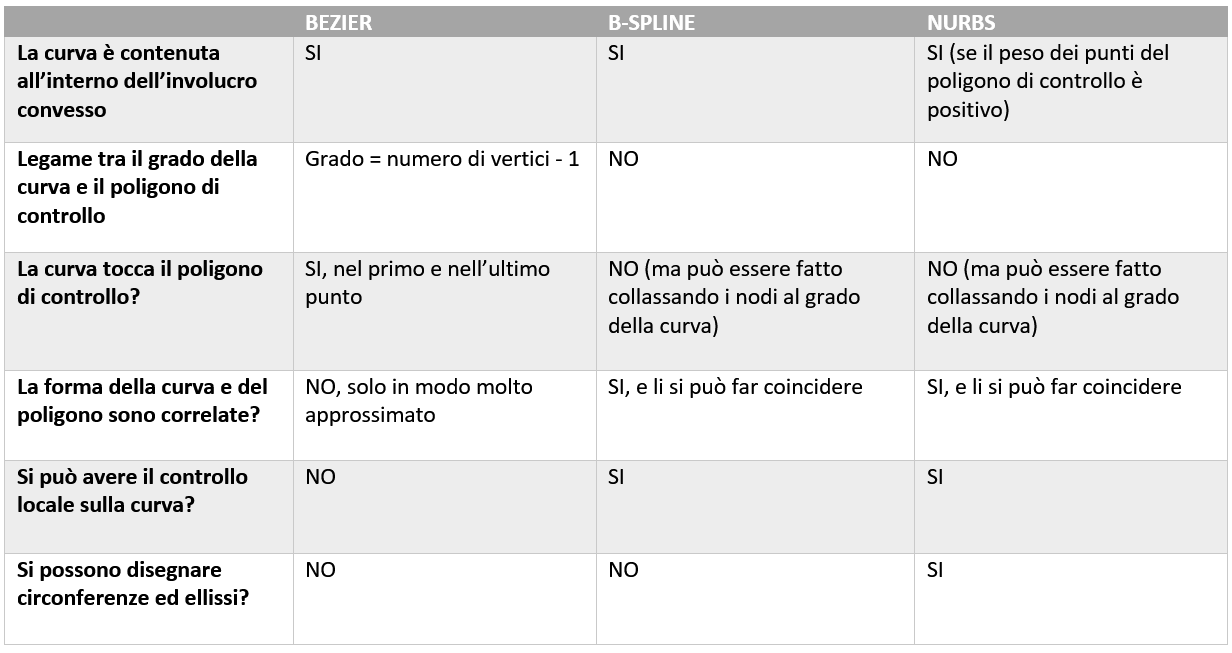 BEZIER B-SPLINE NURBS
La curva è contenuta
all’interno dell’involucro
convesso
SI
SI
SI (se il peso dei punti del
poligono di controllo è
positivo)
Legame tra il grado della
curva e il poligono di
controllo
Grado = numero di vertici - 1
NO
NO
La curva tocca il poligono
di controllo?
SI, nel primo e nell’ultimo
punto
NO (ma può essere fatto
collassando i nodi al grado
della curva)
NO (ma può essere fatto
collassando i nodi al grado
della curva)
La forma della curva e del
poligono sono correlate?
NO, solo in modo molto
approssimato
SI, e li si può far coincidere
SI, e li si può far coincidere
Si può avere il controllo
locale sulla curva?
NO
SI
SI
Si possono disegnare
circonferenze ed ellissi?
NO
NO
SI